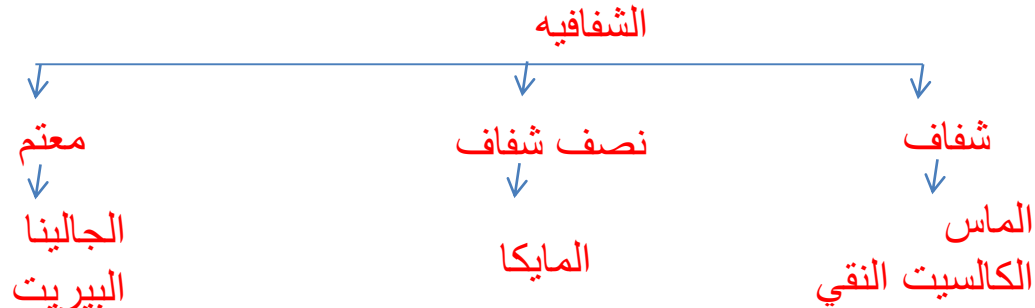 الشفافيه
شفاف
نصف شفاف
معتم
الماس
الكالسيت النقي
المايكا
الجالينا
البيريت